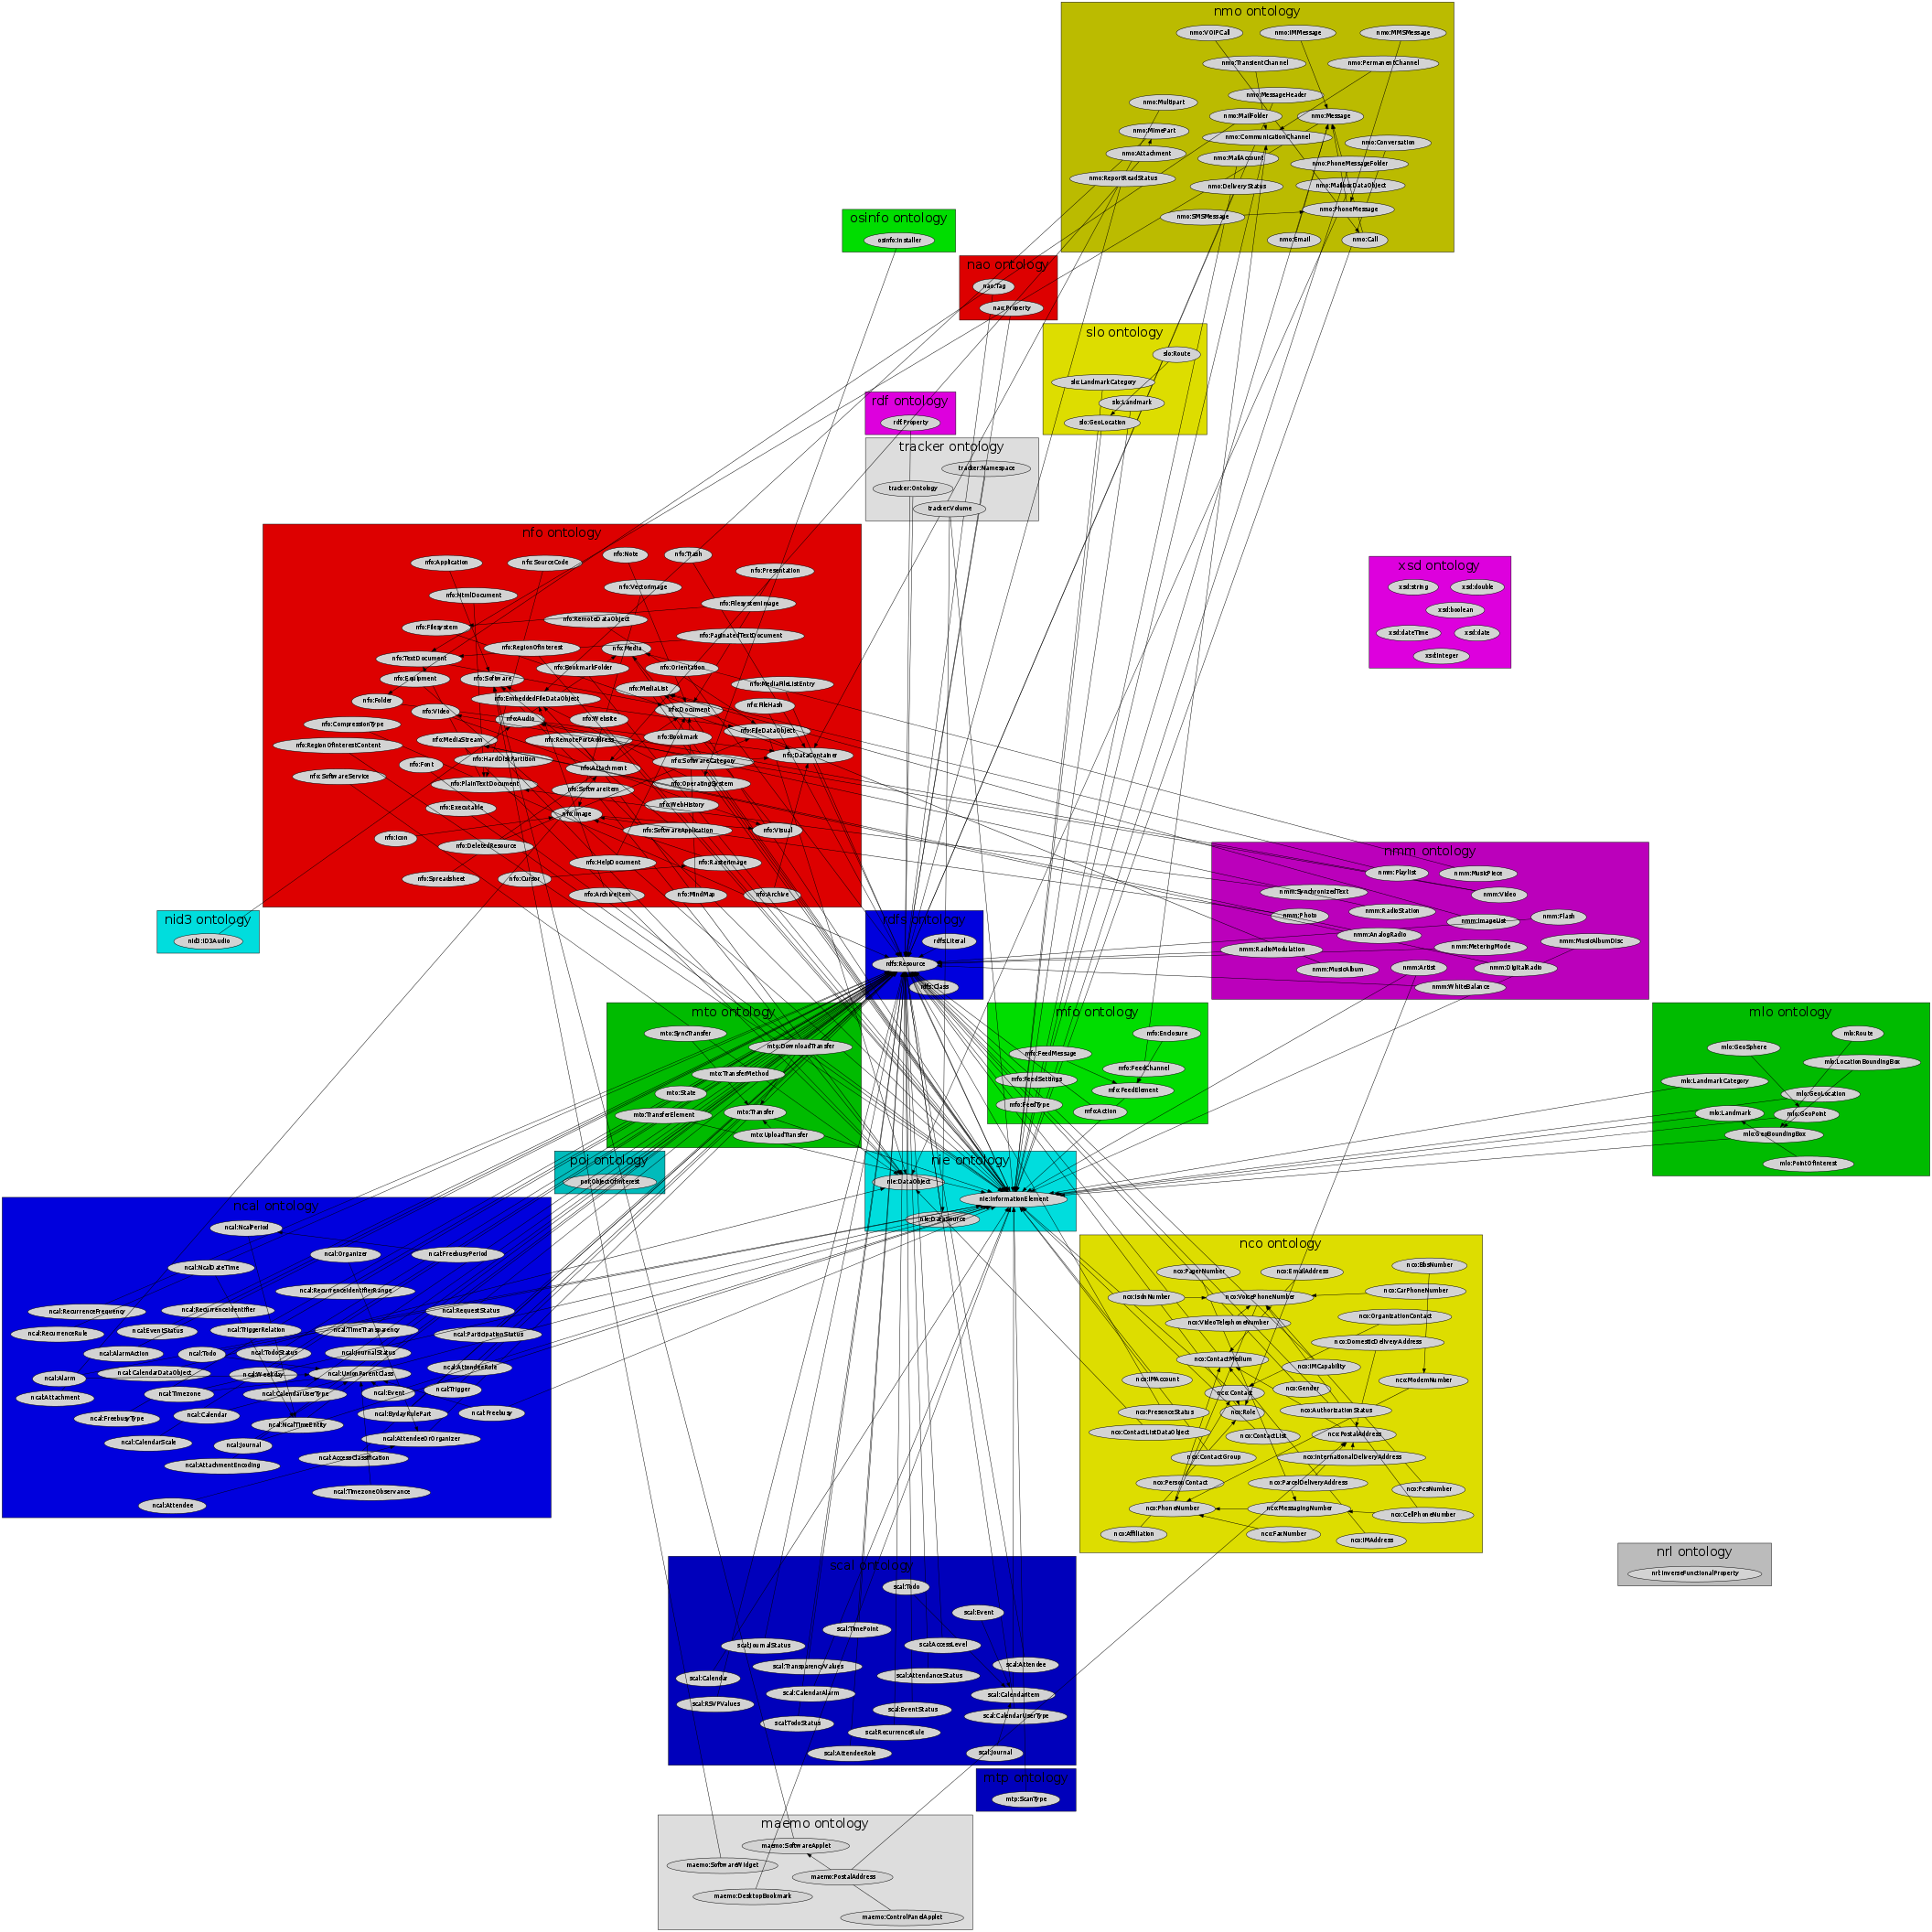 nmo ontology
nmo:VOIPCall
nmo:IMMessage
nmo:MMSMessage
nmo:TransientChannel
nmo:PermanentChannel
nmo:MessageHeader
nmo:Multipart
nmo:MailFolder
nmo:Message
nmo:MimePart
nmo:CommunicationChannel
nmo:Conversation
nmo:Attachment
nmo:MailAccount
nmo:PhoneMessageFolder
nmo:ReportReadStatus
nmo:DeliveryStatus
nmo:MailboxDataObject
nmo:SMSMessage
nmo:PhoneMessage
nmo:Email
nmo:Call
osinfo ontology
osinfo:Installer
nao ontology
nao:Tag
nao:Property
slo ontology
slo:Route
slo:LandmarkCategory
slo:Landmark
slo:GeoLocation
rdf ontology
rdf:Property
tracker ontology
tracker:Namespace
tracker:Ontology
tracker:Volume
nfo ontology
nfo:Note
nfo:Trash
nfo:Application
nfo:SourceCode
nfo:Presentation
nfo:VectorImage
nfo:HtmlDocument
nfo:FilesystemImage
nfo:RemoteDataObject
nfo:Filesystem
nfo:PaginatedTextDocument
nfo:RegionOfInterest
nfo:Media
nfo:TextDocument
nfo:BookmarkFolder
nfo:Orientation
nfo:Equipment
nfo:Software
nfo:MediaFileListEntry
nfo:MediaList
nfo:Folder
nfo:EmbeddedFileDataObject
nfo:FileHash
nfo:Video
nfo:Document
nfo:Audio
nfo:Website
nfo:CompressionType
nfo:FileDataObject
nfo:MediaStream
nfo:RemotePortAddress
nfo:Bookmark
nfo:RegionOfInterestContent
nfo:DataContainer
nfo:HardDiskPartition
nfo:SoftwareCategory
nfo:Font
nfo:Attachment
nfo:SoftwareService
nfo:PlainTextDocument
nfo:OperatingSystem
nfo:SoftwareItem
nfo:Executable
nfo:WebHistory
nfo:Image
nfo:SoftwareApplication
nfo:Visual
nfo:Icon
nfo:DeletedResource
nfo:HelpDocument
nfo:RasterImage
nfo:Spreadsheet
nfo:Cursor
nfo:ArchiveItem
nfo:MindMap
nfo:Archive
xsd ontology
xsd:string
xsd:double
xsd:boolean
xsd:dateTime
xsd:date
xsd:integer
nmm ontology
nmm:Playlist
nmm:MusicPiece
nmm:SynchronizedText
nmm:Video
nmm:RadioStation
nmm:Photo
nmm:ImageList
nmm:Flash
nmm:AnalogRadio
nmm:MusicAlbumDisc
nmm:RadioModulation
nmm:MeteringMode
nmm:MusicAlbum
nmm:Artist
nmm:DigitalRadio
nmm:WhiteBalance
nid3 ontology
nid3:ID3Audio
rdfs ontology
rdfs:Literal
rdfs:Resource
rdfs:Class
mto ontology
mto:SyncTransfer
mto:DownloadTransfer
mto:TransferMethod
mto:State
mto:TransferElement
mto:Transfer
mto:UploadTransfer
mfo ontology
mfo:Enclosure
mfo:FeedMessage
mfo:FeedChannel
mfo:FeedSettings
mfo:FeedElement
mfo:FeedType
mfo:Action
mlo ontology
mlo:Route
mlo:GeoSphere
mlo:LocationBoundingBox
mlo:LandmarkCategory
mlo:GeoLocation
mlo:Landmark
mlo:GeoPoint
mlo:GeoBoundingBox
mlo:PointOfInterest
poi ontology
poi:ObjectOfInterest
nie ontology
nie:DataObject
nie:InformationElement
nie:DataSource
ncal ontology
ncal:NcalPeriod
ncal:Organizer
ncal:FreebusyPeriod
ncal:NcalDateTime
ncal:RecurrenceIdentifierRange
ncal:RecurrenceFrequency
ncal:RecurrenceIdentifier
ncal:RequestStatus
ncal:RecurrenceRule
ncal:EventStatus
ncal:TriggerRelation
ncal:TimeTransparency
ncal:ParticipationStatus
ncal:AlarmAction
ncal:Todo
ncal:TodoStatus
ncal:JournalStatus
ncal:AttendeeRole
ncal:Alarm
ncal:CalendarDataObject
ncal:Weekday
ncal:UnionParentClass
ncal:Attachment
ncal:Timezone
ncal:CalendarUserType
ncal:Event
ncal:Trigger
ncal:FreebusyType
ncal:Calendar
ncal:BydayRulePart
ncal:Freebusy
ncal:NcalTimeEntity
ncal:CalendarScale
ncal:Journal
ncal:AttendeeOrOrganizer
ncal:AccessClassification
ncal:AttachmentEncoding
ncal:TimezoneObservance
ncal:Attendee
nco ontology
nco:PagerNumber
nco:EmailAddress
nco:BbsNumber
nco:IsdnNumber
nco:VoicePhoneNumber
nco:CarPhoneNumber
nco:VideoTelephoneNumber
nco:OrganizationContact
nco:DomesticDeliveryAddress
nco:ContactMedium
nco:IMCapability
nco:IMAccount
nco:Gender
nco:ModemNumber
nco:Contact
nco:PresenceStatus
nco:Role
nco:AuthorizationStatus
nco:ContactListDataObject
nco:ContactList
nco:PostalAddress
nco:ContactGroup
nco:InternationalDeliveryAddress
nco:PersonContact
nco:ParcelDeliveryAddress
nco:PcsNumber
nco:PhoneNumber
nco:MessagingNumber
nco:CellPhoneNumber
nco:Affiliation
nco:FaxNumber
nco:IMAddress
nrl ontology
nrl:InverseFunctionalProperty
scal ontology
scal:Todo
scal:Event
scal:TimePoint
scal:JournalStatus
scal:AccessLevel
scal:TransparencyValues
scal:Attendee
scal:Calendar
scal:AttendanceStatus
scal:CalendarAlarm
scal:CalendarItem
scal:RSVPValues
scal:EventStatus
scal:CalendarUserType
scal:TodoStatus
scal:RecurrenceRule
scal:AttendeeRole
scal:Journal
mtp ontology
mtp:ScanType
maemo ontology
maemo:SoftwareApplet
maemo:SoftwareWidget
maemo:PostalAddress
maemo:DesktopBookmark
maemo:ControlPanelApplet